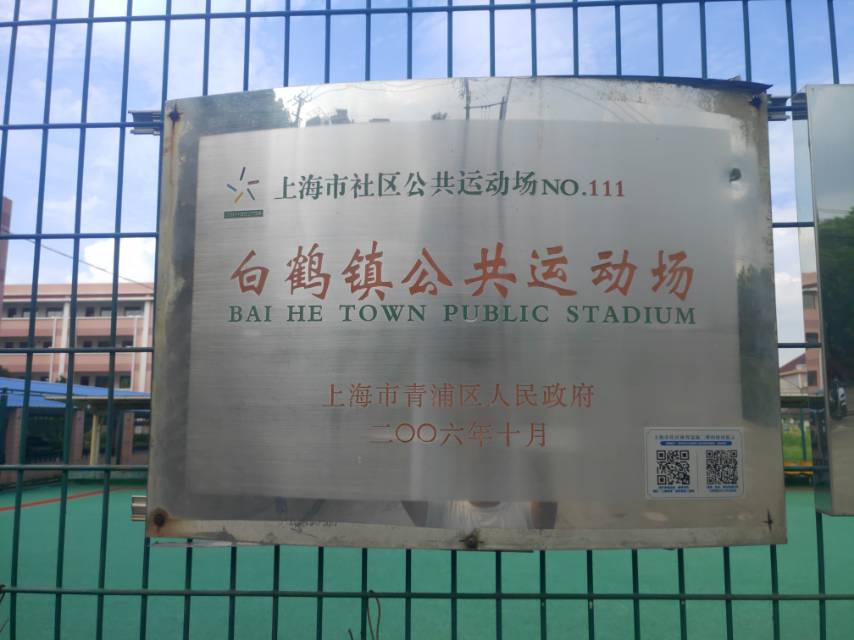 上海市社区公共运动场NO.111
白鹤镇公共运动场
BAI HE TOWN PUBLIC STADIUM
上海市青浦区人民政府
二〇〇六年十月